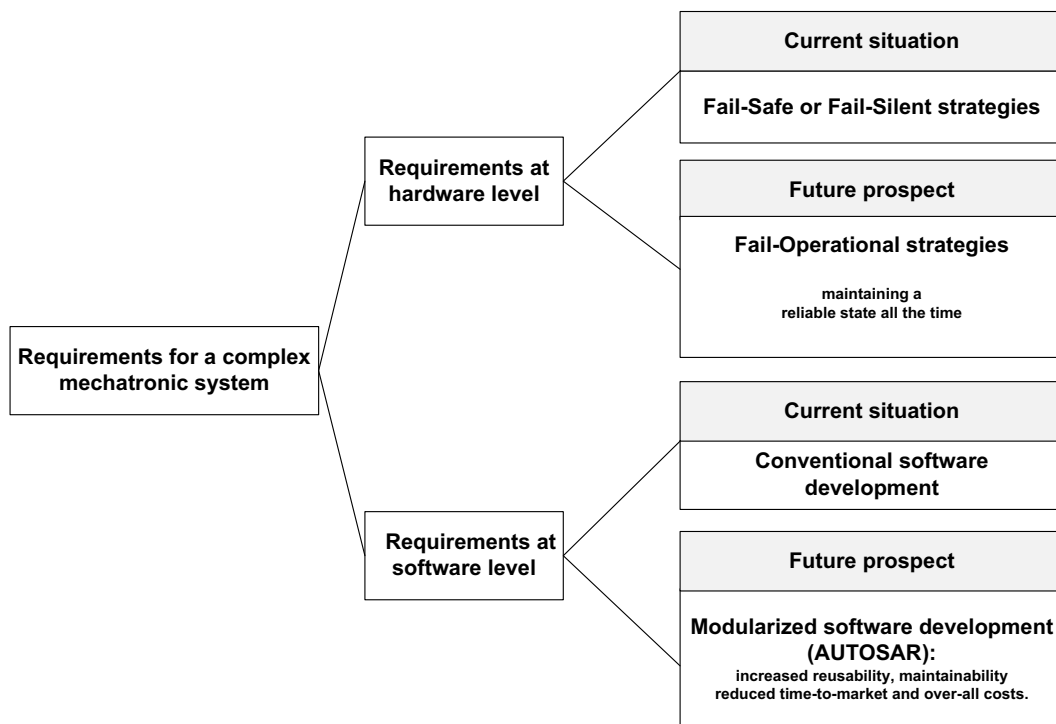 Requirements for a complex
mechatronic system
Requirements at
hardware level
Current situation
Fail-Safe or Fail-Silent strategies
Future prospect
Fail-Operational strategies
maintaining a
reliable state all the time
Requirements at
software level
Current situation
Conventional software
development
Future prospect
Modularized software development
(AUTOSAR):
increased reusability, maintainability
reduced time-to-market and over-all costs.